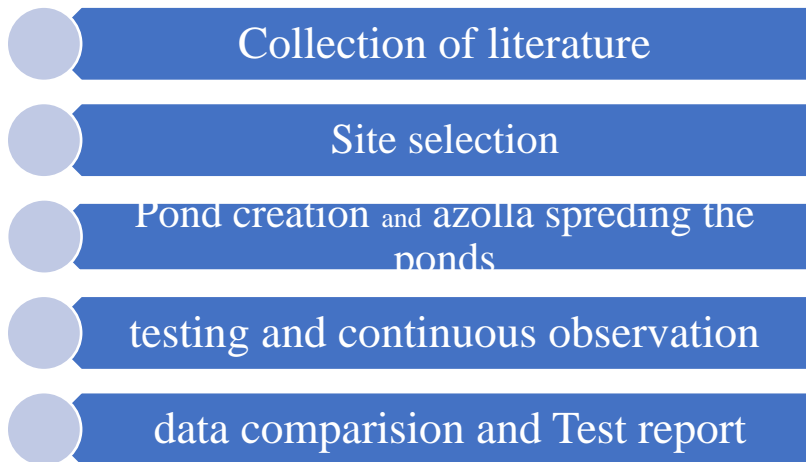 Collection of literature
Site selection
Pond creation and azolla spreding the
ponds
testing and continuous observation
data comparision and Test report